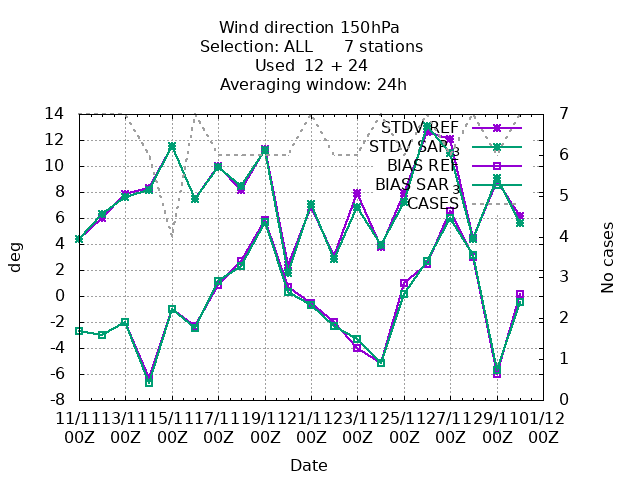 Wind direction 150hPa
Selection: ALL      7 stations
Used  12 + 24
Averaging window: 24h
14
12
10
8
6
4
2
0
-2
-4
-6
-8
deg
7
6
5
4
3
2
1
0
No cases
STDV REF
STDV SAR_3
BIAS REF
BIAS SAR_3
CASES
11/11 13/11 15/11 17/11 19/11 21/11 23/11 25/11 27/11 29/11 01/12
00Z 00Z 00Z 00Z 00Z 00Z 00Z 00Z 00Z 00Z 00Z
Date